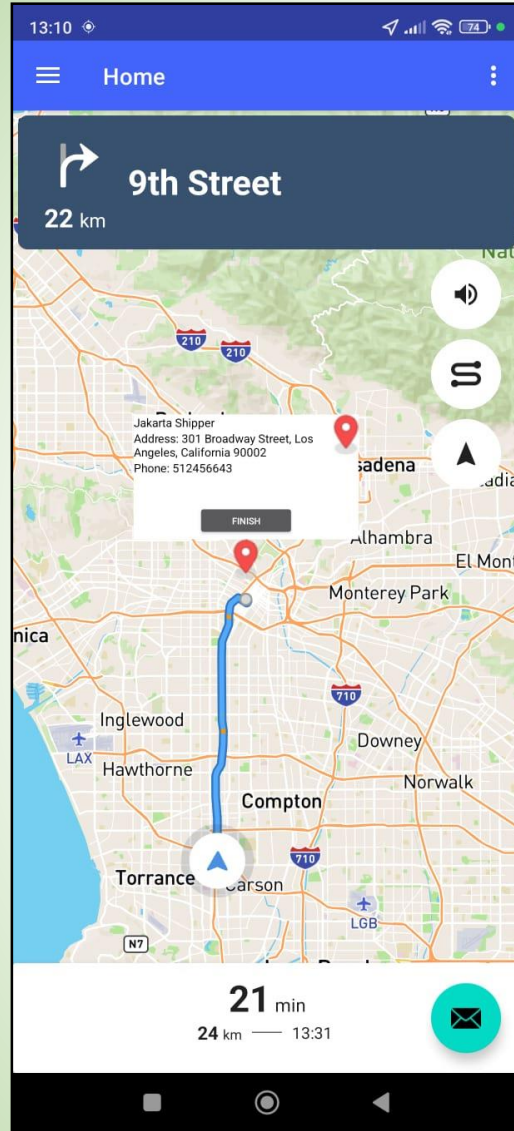 13:10
74
Home
9th Street
22 km
210
210
Jakarta Shipper
Address: 301 Broadway Street, Los
Angeles, California 90002
Phone: 512456643
FINISH
sadena
Alhambra
El Mont
Monterey Park
nica
710
Inglewood
Downey
LAX
Hawthorne
Norwalk
Compton
710
Torrance
Carson
LGB
N7
21 min
24 km — 13:31